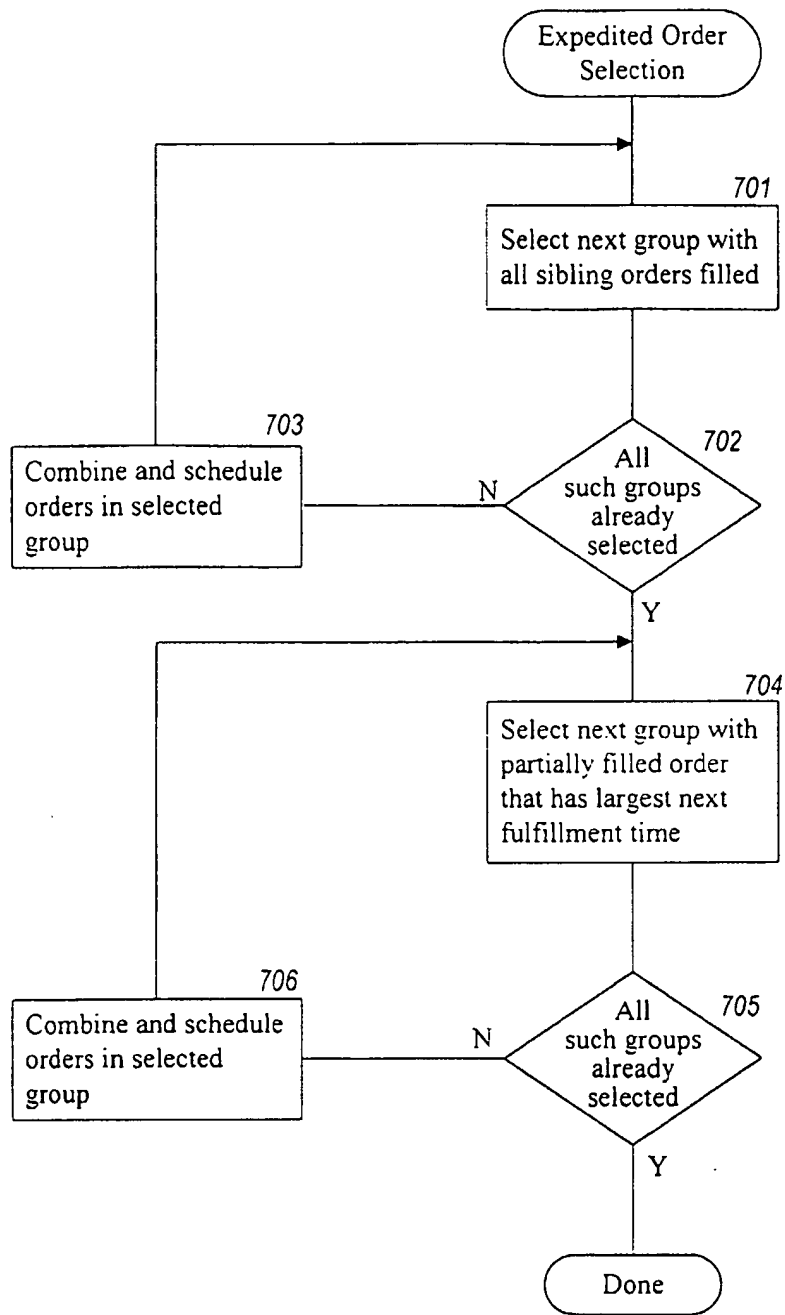 Expedited Order
Selection
701
Select next group with
all sibling orders filled
703
Combine and schedule
orders in selected
group
702
All
such groups
already
selected
N
Y
704
Select next group with
partially filled order
that has largest next
fulfillment time
706
Combine and schedule
orders in selected
group
705
All
such groups
already
selected
N
Y
Done